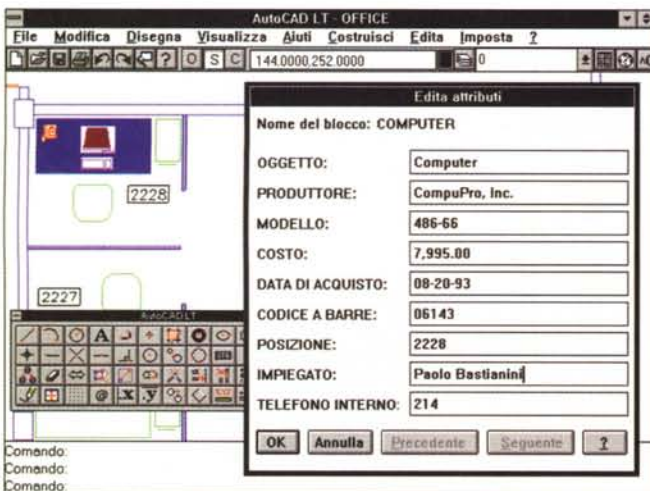 AutoCAD LT - OFFICE
File Modifica Disegna Visualizza Aiuti Costruisci Edita Imposta ?
? O S C 144.0000,252.0000 0
Edita attributi
Nome del blocco: COMPUTER
OGGETTO: Computer
PRODUTTORE: CompuPro, Inc.
MODELLO: 486-66
COSTO: 7,995.00
DATA DI ACQUISTO: 08-20-93
CODICE A BARRE: 06143
POSIZIONE: 2228
IMPIEGATO: Paolo Bastianini
TELEFONO INTERNO: 214
OK Annulla Precedente Seguente ?
2228
2227
AutoCAD LT
A
@ .x .y
Comando:
Comando:
Comando: